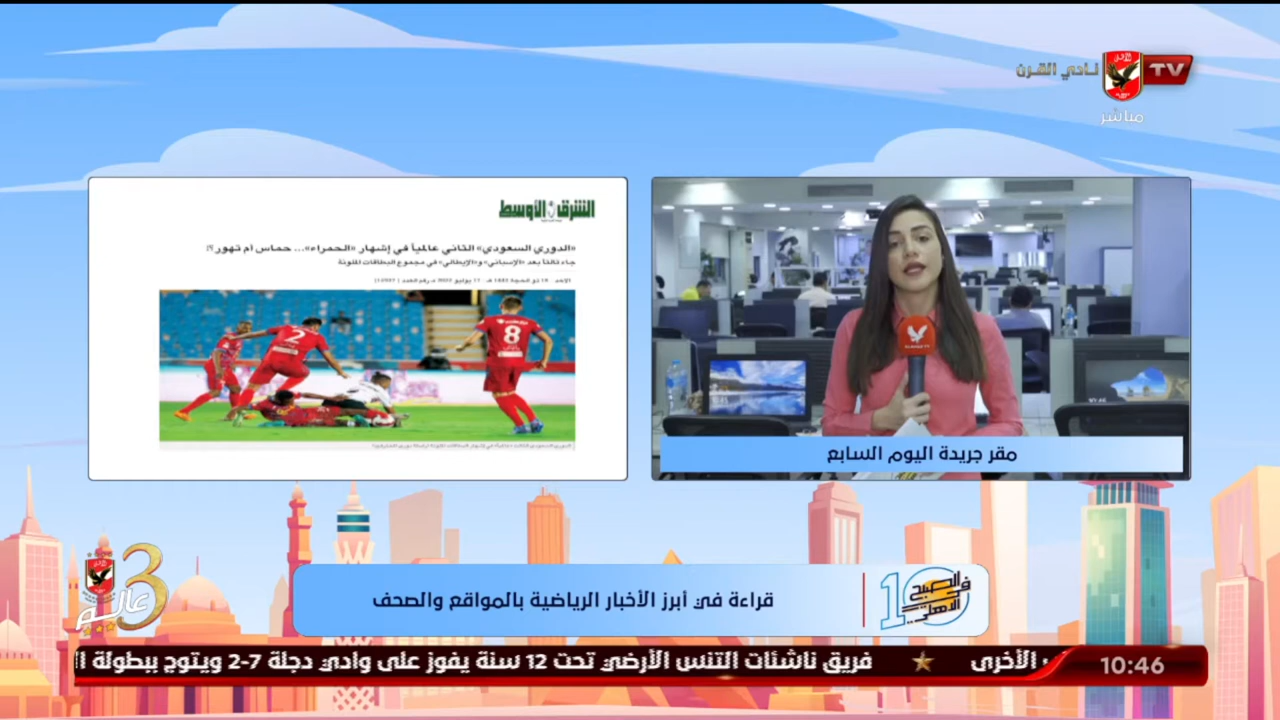 نادي القرن
TV
مباشر
الشرق الأوسط
«الدوري السعودي» الثاني عالمياً في إشهار «الحمراء»... حماس أم تهور؟!
جاء ثالثاً بعد «الإسباني» و«الإيطالي» في مجموع البطاقات الملونة
2
8
مقر جريدة اليوم السابع
3
عالم
10 الصبح في الأهلي
قراءة في أبرز الأخبار الرياضية بالمواقع والصحف
الأخرى ★ فريق ناشئات التنس الأرضي تحت 12 سنة يفوز على وادي دجلة 7-2 ويتوج ببطولة
10:46